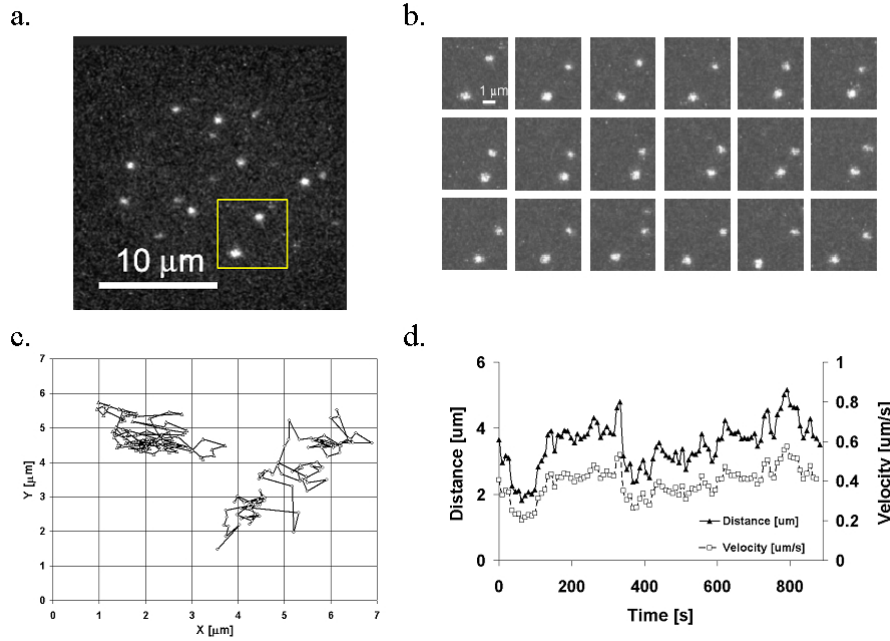 a.
10 μm
b.
1 μm
c.
7
6
5
4
3
2
1
0
Y [μm]
0 1 2 3 4 5 6 7
X [μm]
d.
6
4
2
0
Distance [um]
1
0.8
0.6
0.4
0.2
0
Velocity [um/s]
Distance [um]
Velocity [um/s]
0 200 400 600 800
Time [s]